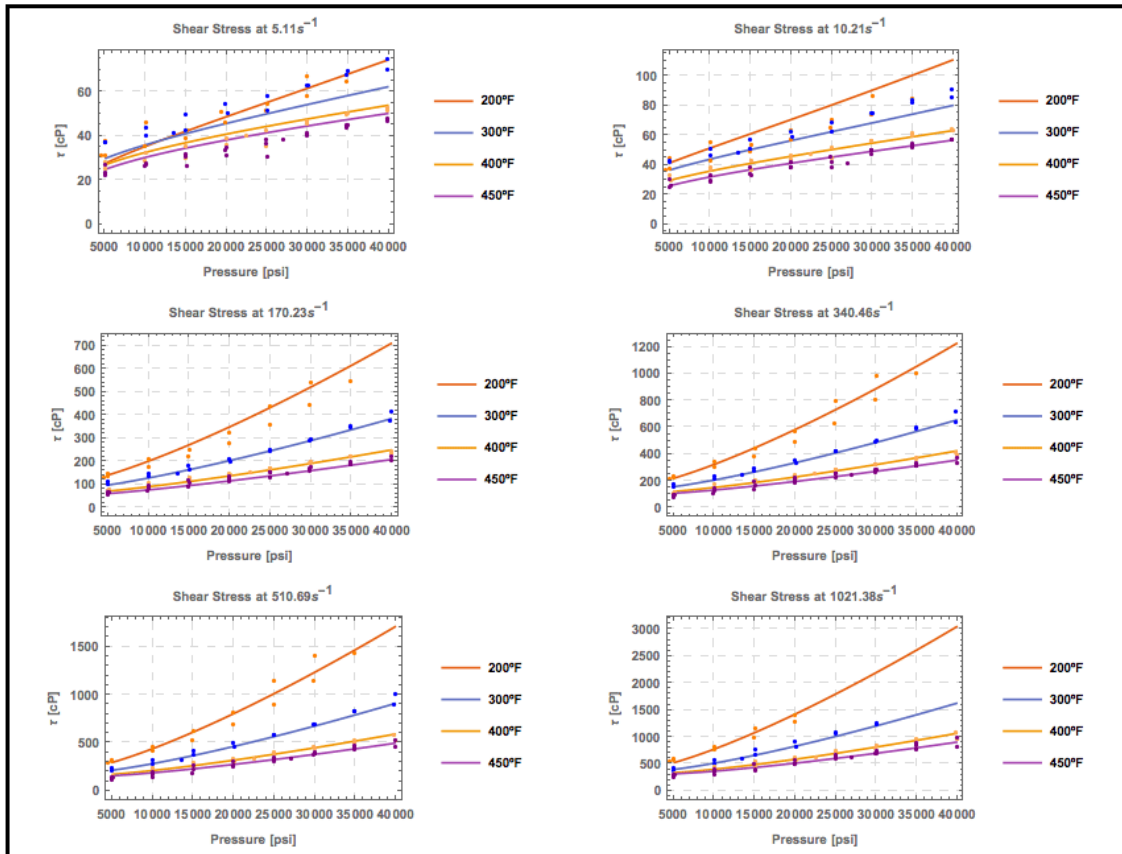 Shear Stress at 5.11s⁻¹
60
40
20
0
τ [cP]
5000 10 000 15 000 20 000 25 000 30 000 35 000 40 000
Pressure [psi]
200ºF
300ºF
400ºF
450ºF
Shear Stress at 10.21s⁻¹
100
80
60
40
20
0
τ [cP]
5000 10 000 15 000 20 000 25 000 30 000 35 000 40 000
Pressure [psi]
200ºF
300ºF
400ºF
450ºF
Shear Stress at 170.23s⁻¹
700
600
500
400
300
200
100
0
τ [cP]
5000 10 000 15 000 20 000 25 000 30 000 35 000 40 000
Pressure [psi]
200ºF
300ºF
400ºF
450ºF
Shear Stress at 340.46s⁻¹
1200
1000
800
600
400
200
0
τ [cP]
5000 10 000 15 000 20 000 25 000 30 000 35 000 40 000
Pressure [psi]
200ºF
300ºF
400ºF
450ºF
Shear Stress at 510.69s⁻¹
1500
1000
500
0
τ [cP]
5000 10 000 15 000 20 000 25 000 30 000 35 000 40 000
Pressure [psi]
200ºF
300ºF
400ºF
450ºF
Shear Stress at 1021.38s⁻¹
3000
2500
2000
1500
1000
500
0
τ [cP]
5000 10 000 15 000 20 000 25 000 30 000 35 000 40 000
Pressure [psi]
200ºF
300ºF
400ºF
450ºF